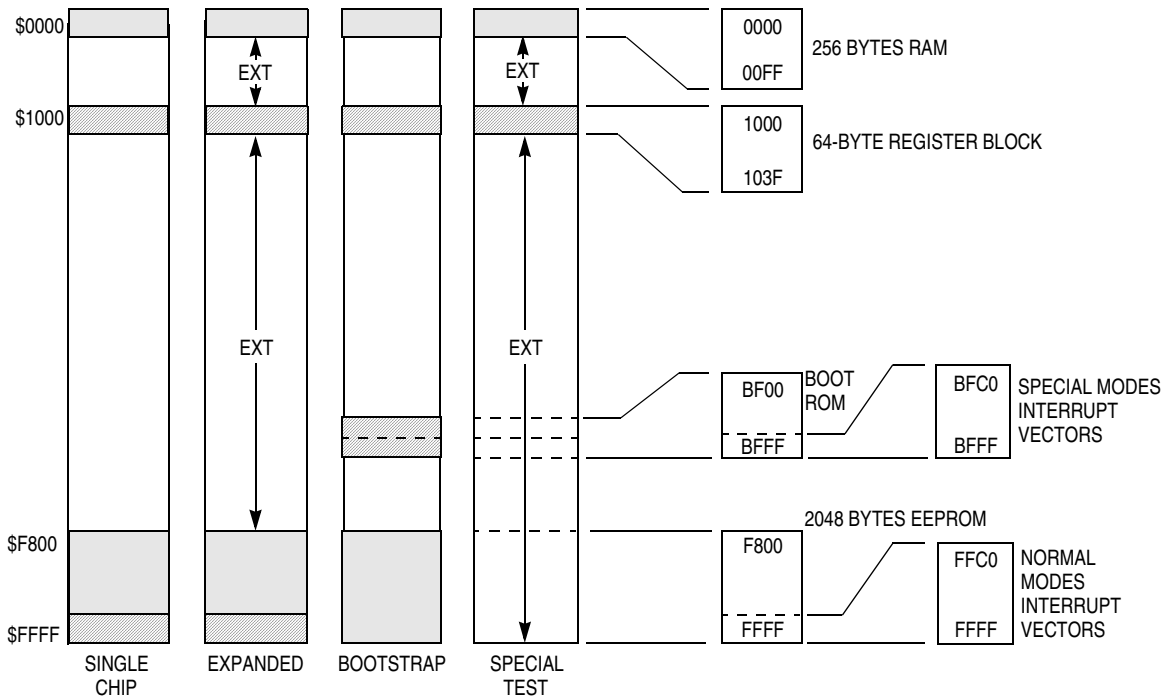 $0000
$1000
$F800
$FFFF
EXT
EXT
EXT
EXT
0000
00FF
256 BYTES RAM
1000
103F
64-BYTE REGISTER BLOCK
BF00
BFFF
BOOT
ROM
BFC0
BFFF
SPECIAL MODES
INTERRUPT
VECTORS
2048 BYTES EEPROM
F800
FFFF
FFC0
FFFF
NORMAL
MODES
INTERRUPT
VECTORS
SINGLE
CHIP
EXPANDED
BOOTSTRAP
SPECIAL
TEST